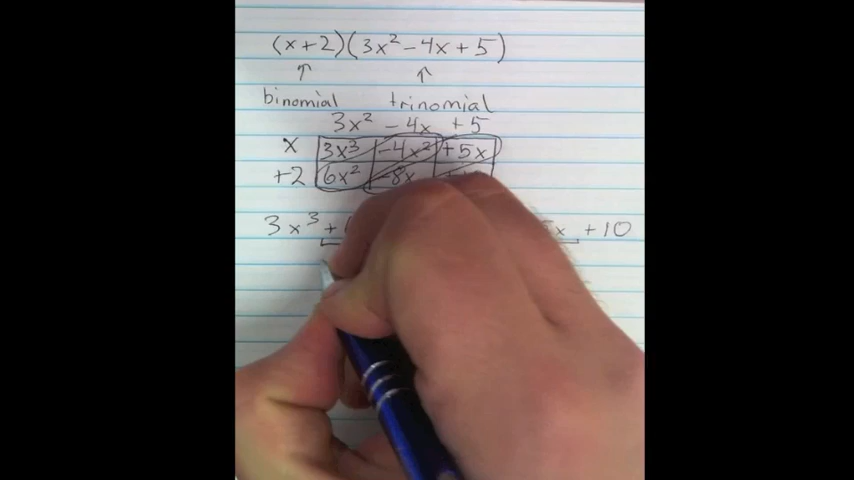 (x+2)(3x²-4x+5)
↑ ↑
binomial trinomial
3x² -4x +5
x 3x³ -4x² +5x
+2 6x² -8x
3x³ + x +10